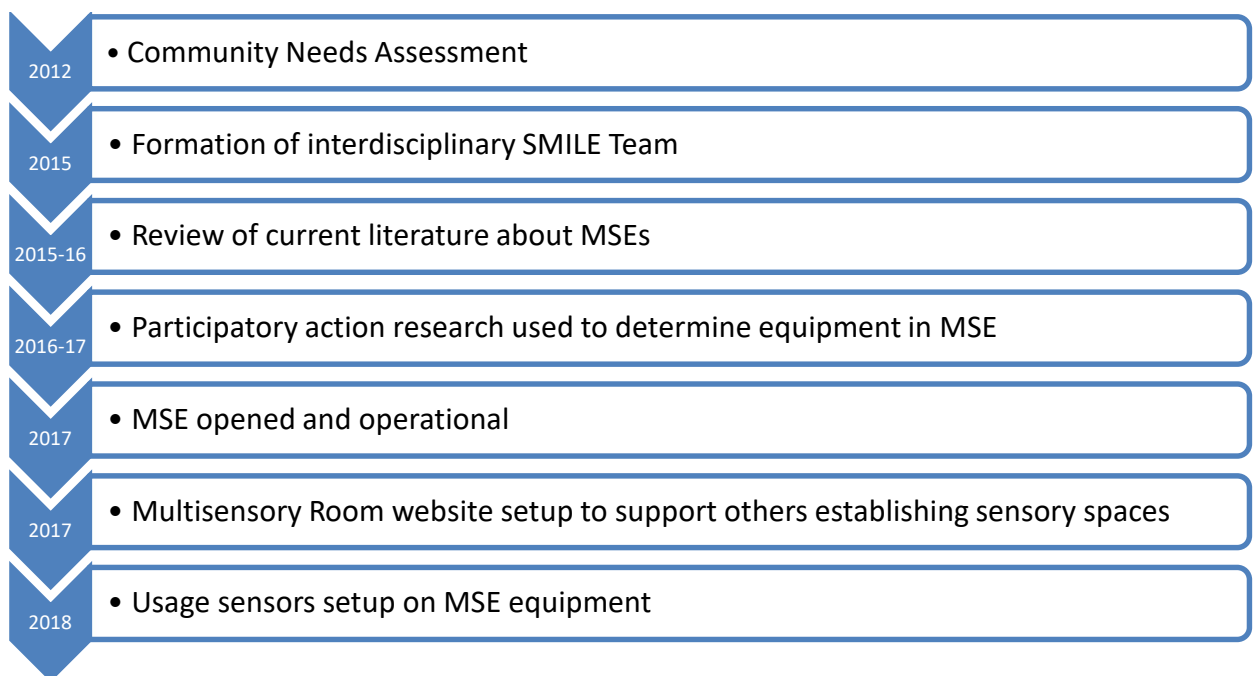 2012
• Community Needs Assessment
2015
• Formation of interdisciplinary SMILE Team
2015-16
• Review of current literature about MSEs
2016-17
• Participatory action research used to determine equipment in MSE
2017
• MSE opened and operational
2017
• Multisensory Room website setup to support others establishing sensory spaces
2018
• Usage sensors setup on MSE equipment